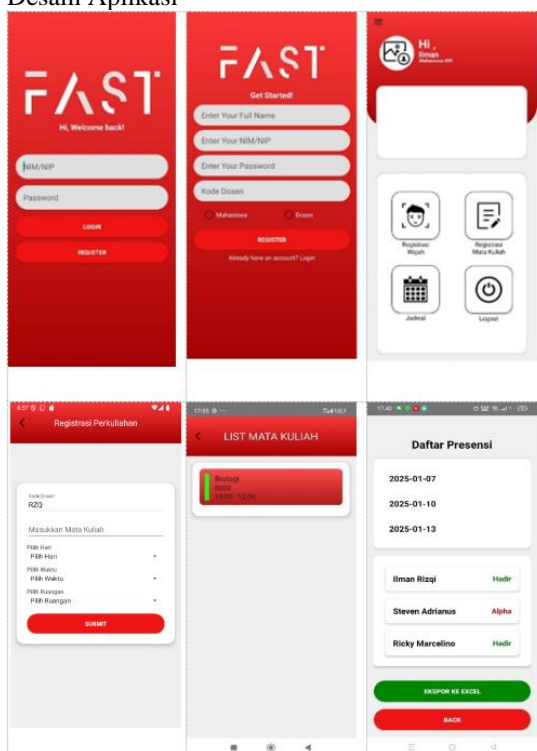 Desain Aplikasi
FAST
Hi, Welcome back!
NIM/NIP
Password
LOGIN
REGISTER
FAST
Get Started!
Enter Your Full Name
Enter Your NIM/NIP
Enter Your Password
Kode Dosen
Mahasiswa
Dosen
REGISTER
Already have an account? Login
Hi ,
Ilman
Registrasi
Wajah
Registrasi
Mata Kuliah
Jadwal
Logout
Registrasi Perkuliahan
Kode Dosen
RZQ
Masukkan Mata Kuliah
Pilih Hari
Pilih Hari
Pilih Waktu
Pilih Waktu
Pilih Ruangan
Pilih Ruangan
SUBMIT
LIST MATA KULIAH
Biologi
10:00 - 12:00
Daftar Presensi
2025-01-07
2025-01-10
2025-01-13
Ilman Rizqi
Hadir
Steven Adrianus
Alpha
Ricky Marcelino
Hadir
EKSPOR KE EXCEL
BACK